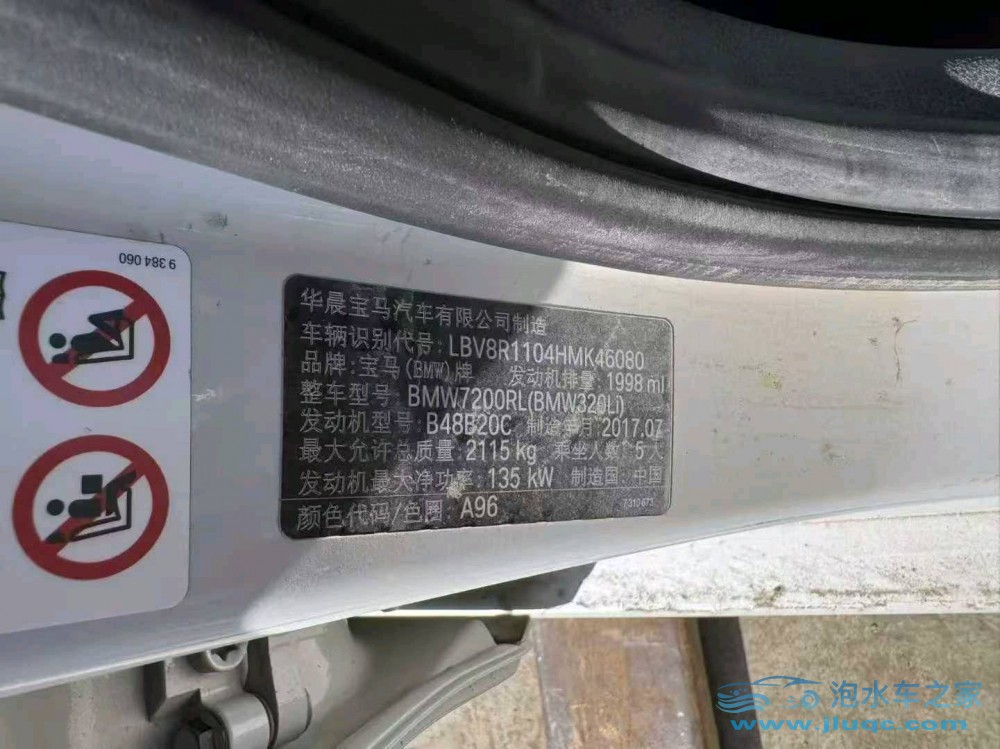 9 384 060
华晨宝马汽车有限公司制造
车辆识别代号: LBV8R1104HMK46080
品牌: 宝马(BMW)牌 发动机排量: 1998 ml
整车型号: BMW7200RL(BMW320Li)
发动机型号: B48B20C 制造年月: 2017.07
最大允许总质量: 2115 kg 乘坐人数: 5 人
发动机最大净功率: 135 kW 制造国: 中国
颜色代码/色圈 A96
泡水车之家
www.jluqc.com